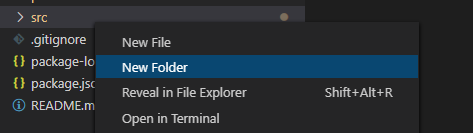 src
.gitignore
New File
package-lo
New Folder
package.jso
Reveal in File Explorer Shift+Alt+R
README.m
Open in Terminal